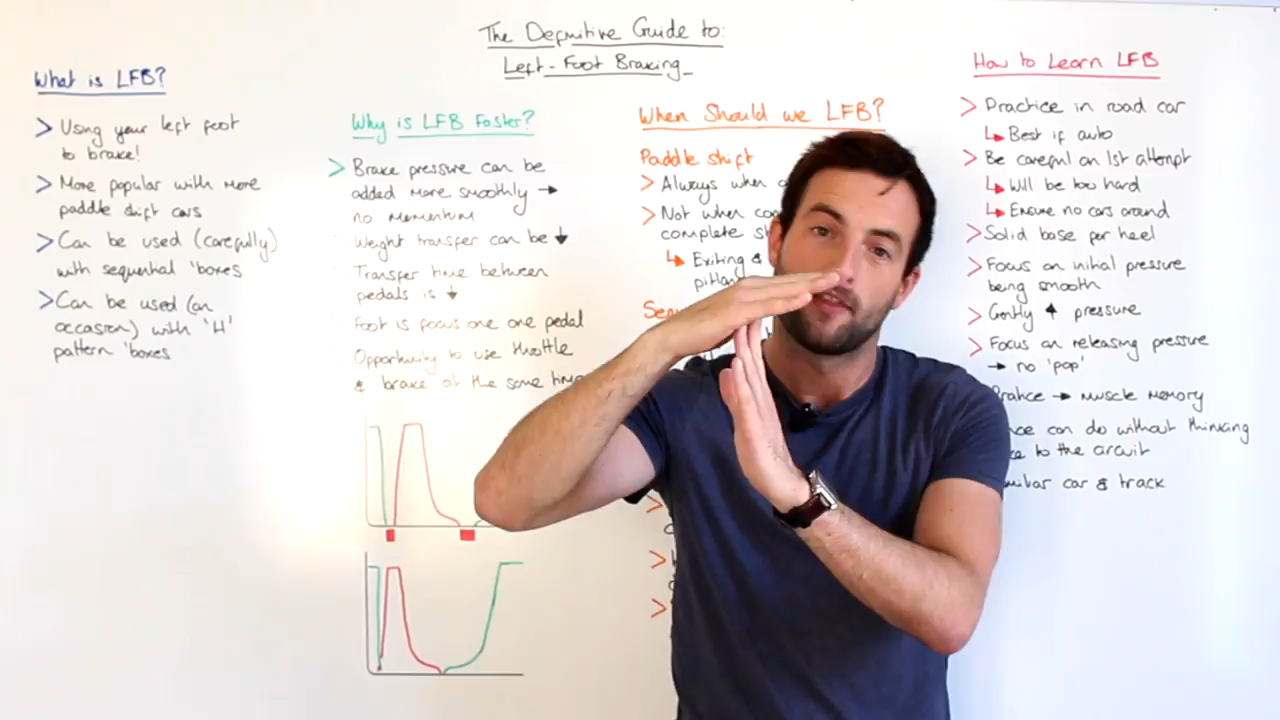 The Definitive Guide to:
Left-Foot Braking
What is LFB?
> Using your left foot
to brake!
> More popular with more
paddle shift cars
> Can be used (carefully)
with sequential 'boxes
> Can be used (on
occasion) with 'H'
pattern 'boxes
Why is LFB Faster?
> Brake pressure can be
added more smoothly →
no momentum
Weight transfer can be ↓
Transfer time between
pedals is ↓
Foot is focus one one pedal
Opportunity to use throttle
& brake at the same time
When Should we LFB?
Paddle shift
> Always when
> Not when
complete
↳ Exiting &
How to Learn LFB
> Practice in road car
↳ Best if auto
> Be careful on 1st attempt
↳ Will be too hard
↳ Ensure no cars around
> Solid base per heel
> Focus on initial pressure
being smooth
> Gently ↑ pressure
> Focus on releasing pressure
→ no 'pop'
→ muscle memory
can do without thinking
to the circuit
car & track